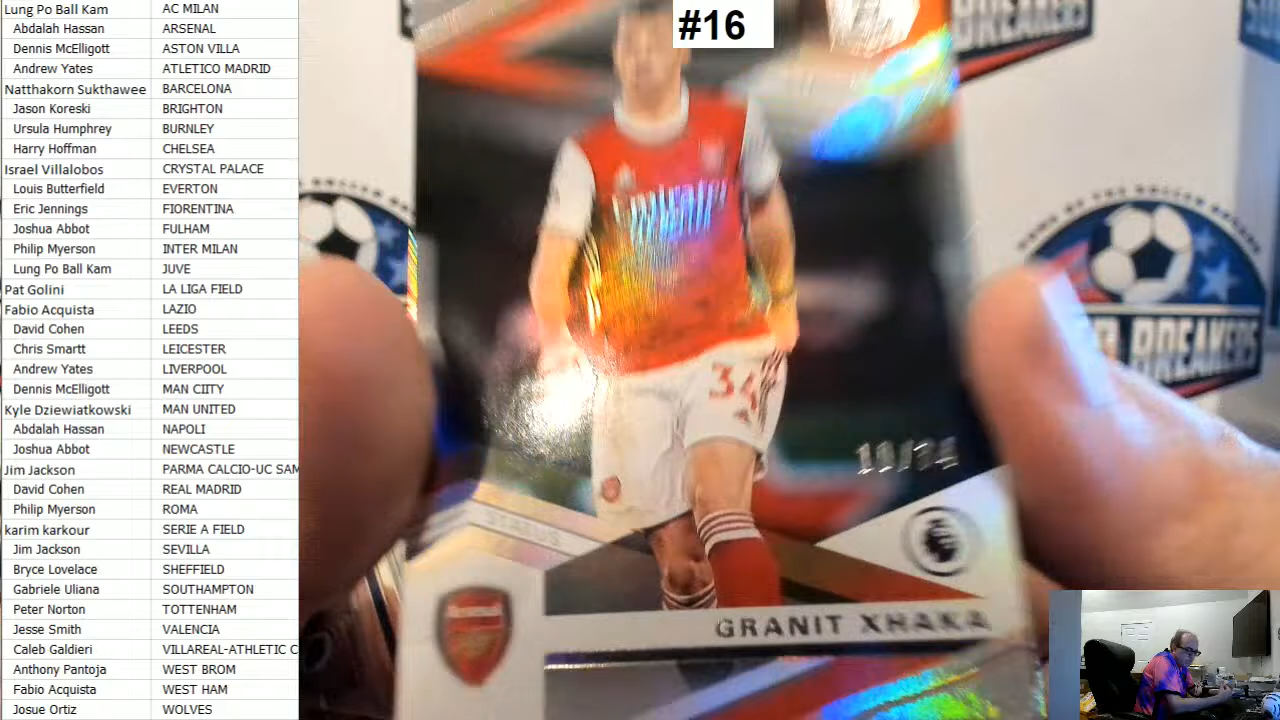 Lung Po Ball Kam AC MILAN
Abdalah Hassan ARSENAL
Dennis McElligott ASTON VILLA
Andrew Yates ATLETICO MADRID
Natthakorn Sukthawee BARCELONA
Jason Koreski BRIGHTON
Ursula Humphrey BURNLEY
Harry Hoffman CHELSEA
Israel Villalobos CRYSTAL PALACE
Louis Butterfield EVERTON
Eric Jennings FIORENTINA
Joshua Abbot FULHAM
Philip Myerson INTER MILAN
Lung Po Ball Kam JUVE
Pat Golini LA LIGA FIELD
Fabio Acquista LAZIO
David Cohen LEEDS
Chris Smartt LEICESTER
Andrew Yates LIVERPOOL
Dennis McElligott MAN CIITY
Kyle Dziewiatkowski MAN UNITED
Abdalah Hassan NAPOLI
Joshua Abbot NEWCASTLE
Jim Jackson PARMA CALCIO-UC SAM
David Cohen REAL MADRID
Philip Myerson ROMA
karim karkour SERIE A FIELD
Jim Jackson SEVILLA
Bryce Lovelace SHEFFIELD
Gabriele Uliana SOUTHAMPTON
Peter Norton TOTTENHAM
Jesse Smith VALENCIA
Caleb Galdieri VILLAREAL-ATHLETIC C
Anthony Pantoja WEST BROM
Fabio Acquista WEST HAM
Josue Ortiz WOLVES
#16
BREAKERS
BREAKERS
34
Arsenal
GRANIT XHAKA